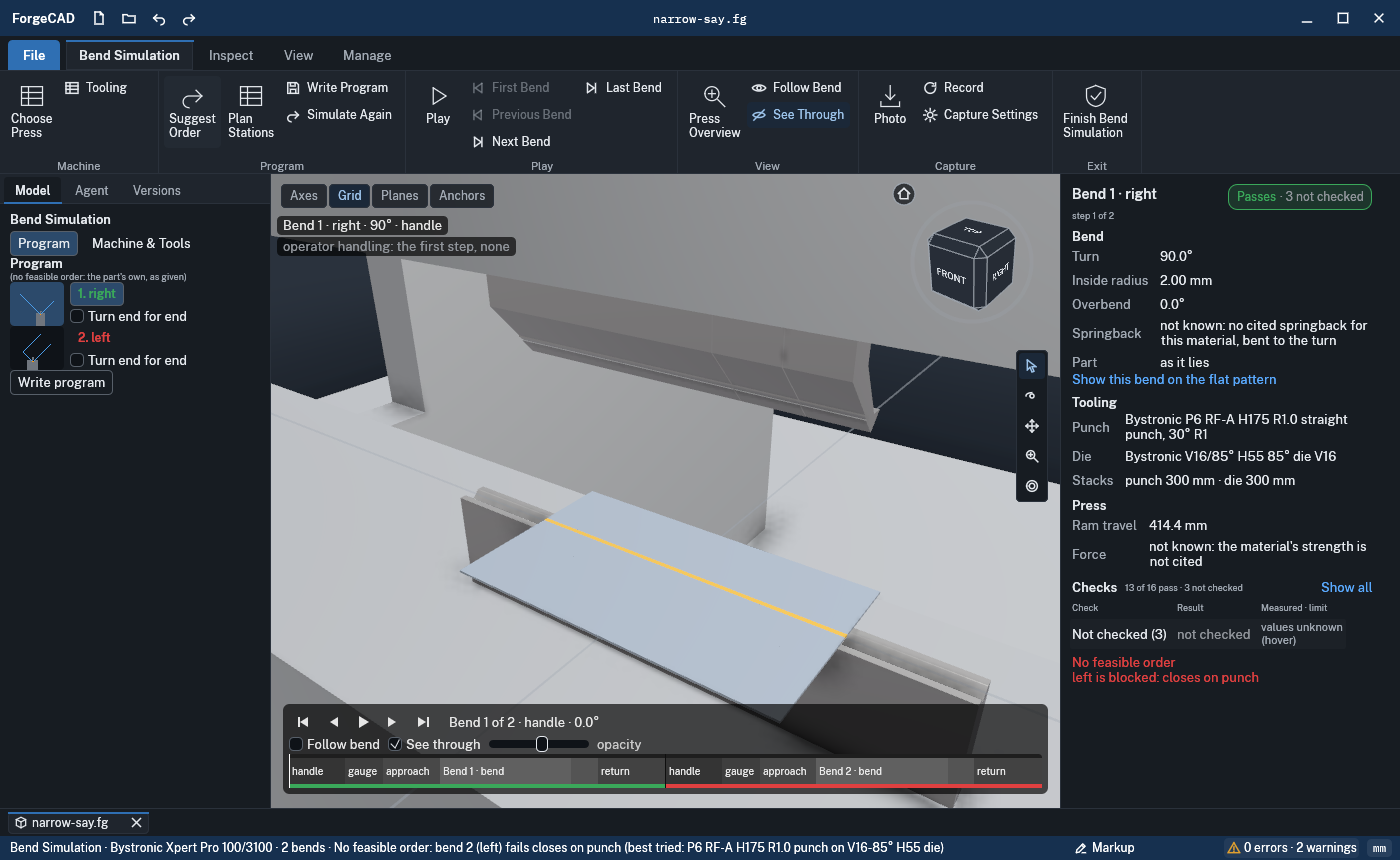 ForgeCAD
narrow-say.fg
File
Bend Simulation
Inspect
View
Manage
Choose Press
Tooling
Machine
Suggest Order
Plan Stations
Write Program
Simulate Again
Program
Play
First Bend
Previous Bend
Next Bend
Last Bend
Play
Press Overview
Follow Bend
See Through
View
Photo
Record
Capture Settings
Capture
Finish Bend Simulation
Exit
Model
Agent
Versions
Bend Simulation
Program
Machine & Tools
Program
(no feasible order: the part's own, as given)
1. right
Turn end for end
2. left
Turn end for end
Write program
Axes
Grid
Planes
Anchors
Bend 1 · right · 90° · handle
operator handling: the first step, none
TOP
FRONT
RIGHT
Bend 1 of 2 · handle · 0.0°
Follow bend
See through
opacity
handle
gauge
approach
Bend 1 · bend
return
handle
gauge
approach
Bend 2 · bend
return
Bend 1 · right
Passes · 3 not checked
step 1 of 2
Bend
Turn 90.0°
Inside radius 2.00 mm
Overbend 0.0°
Springback not known: no cited springback for
this material, bent to the turn
Part as it lies
Show this bend on the flat pattern
Tooling
Punch Bystronic P6 RF-A H175 R1.0 straight
punch, 30° R1
Die Bystronic V16/85° H55 85° die V16
Stacks punch 300 mm · die 300 mm
Press
Ram travel 414.4 mm
Force not known: the material's strength is
not cited
Checks 13 of 16 pass · 3 not checked Show all
Check Result Measured · limit
Not checked (3) not checked values unknown
(hover)
No feasible order
left is blocked: closes on punch
narrow-say.fg
Bend Simulation · Bystronic Xpert Pro 100/3100 · 2 bends · No feasible order: bend 2 (left) fails closes on punch (best tried: P6 RF-A H175 R1.0 punch on V16-85° H55 die)
Markup
0 errors · 2 warnings
mm